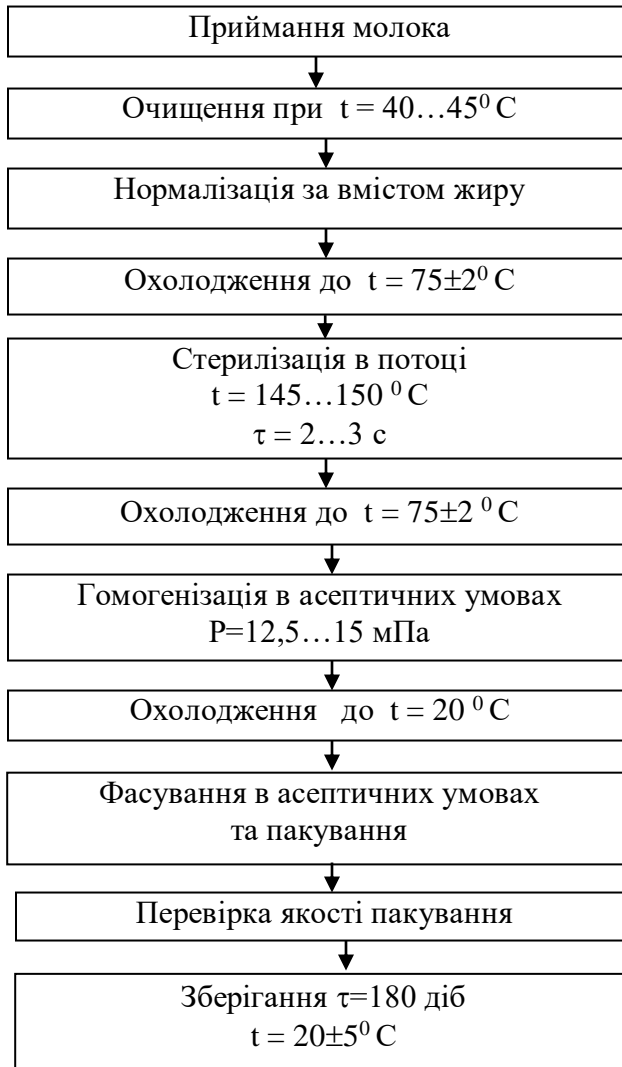 Приймання молока
Очищення при t = 40…45⁰ С
Нормалізація за вмістом жиру
Охолодження до t = 75±2⁰ С
Стерилізація в потоці
t = 145…150 ⁰ С
τ = 2…3 с
Охолодження до t = 75±2 ⁰ С
Гомогенізація в асептичних умовах
Р=12,5…15 мПа
Охолодження до t = 20 ⁰ С
Фасування в асептичних умовах
та пакування
Перевірка якості пакування
Зберігання τ=180 діб
t = 20±5⁰ С